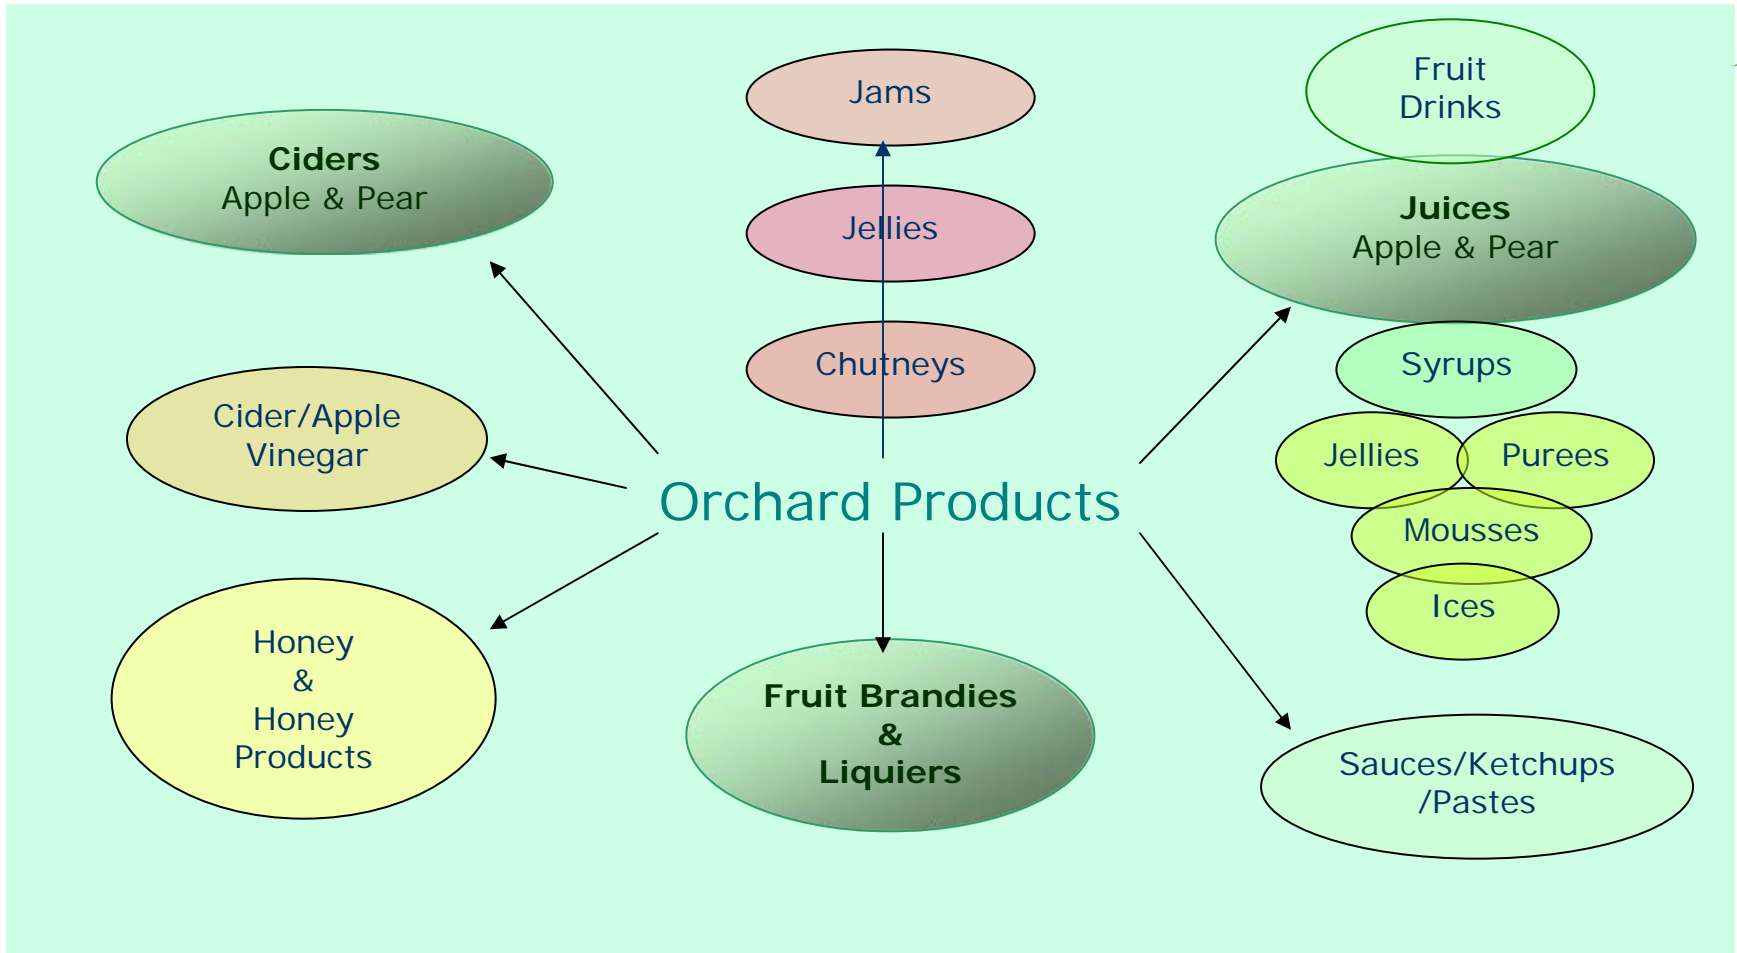 Fruit
Drinks
Jams
Ciders
Apple & Pear
Jellies
Juices
Apple & Pear
Chutneys
Syrups
Cider/Apple
Vinegar
Jellies
Purees
Orchard Products
Mousses
Ices
Honey
&
Honey
Products
Fruit Brandies
&
Liquiers
Sauces/Ketchups
/Pastes